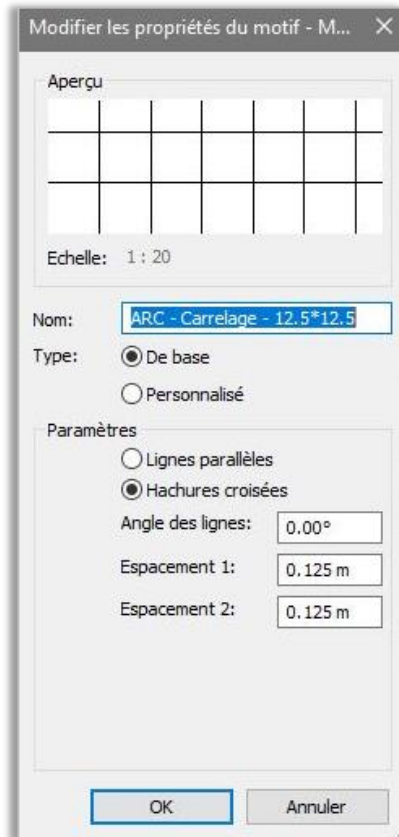 Modifier les propriétés du motif - M...
Aperçu
Echelle: 1 : 20
Nom: ARC - Carrelage - 12.5*12.5
Type: De base
Personnalisé
Paramètres
Lignes parallèles
Hachures croisées
Angle des lignes: 0.00°
Espacement 1: 0.125 m
Espacement 2: 0.125 m
OK Annuler